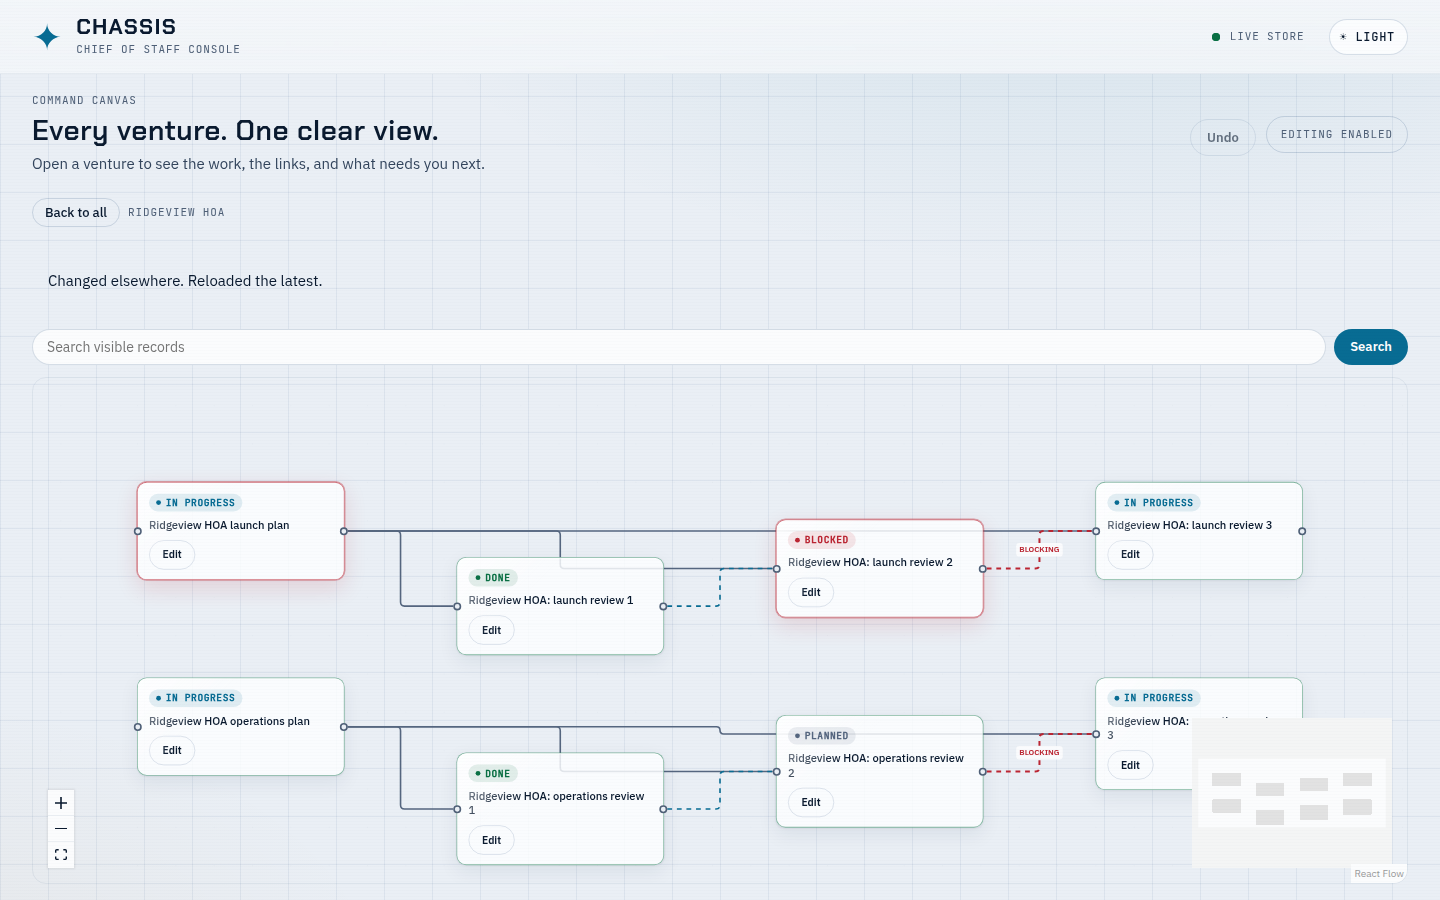 CHASSIS
CHIEF OF STAFF CONSOLE
LIVE STORE
☀ LIGHT
COMMAND CANVAS
Every venture. One clear view.
Open a venture to see the work, the links, and what needs you next.
Undo
EDITING ENABLED
Back to all
RIDGEVIEW HOA
Changed elsewhere. Reloaded the latest.
Search visible records
Search
IN PROGRESS
Ridgeview HOA launch plan
Edit
DONE
Ridgeview HOA: launch review 1
Edit
BLOCKED
Ridgeview HOA: launch review 2
Edit
BLOCKING
IN PROGRESS
Ridgeview HOA: launch review 3
Edit
IN PROGRESS
Ridgeview HOA operations plan
Edit
DONE
Ridgeview HOA: operations review
1
Edit
PLANNED
Ridgeview HOA: operations review
2
Edit
BLOCKING
IN PROGRESS
Ridgeview HOA:
3
Edit
React Flow